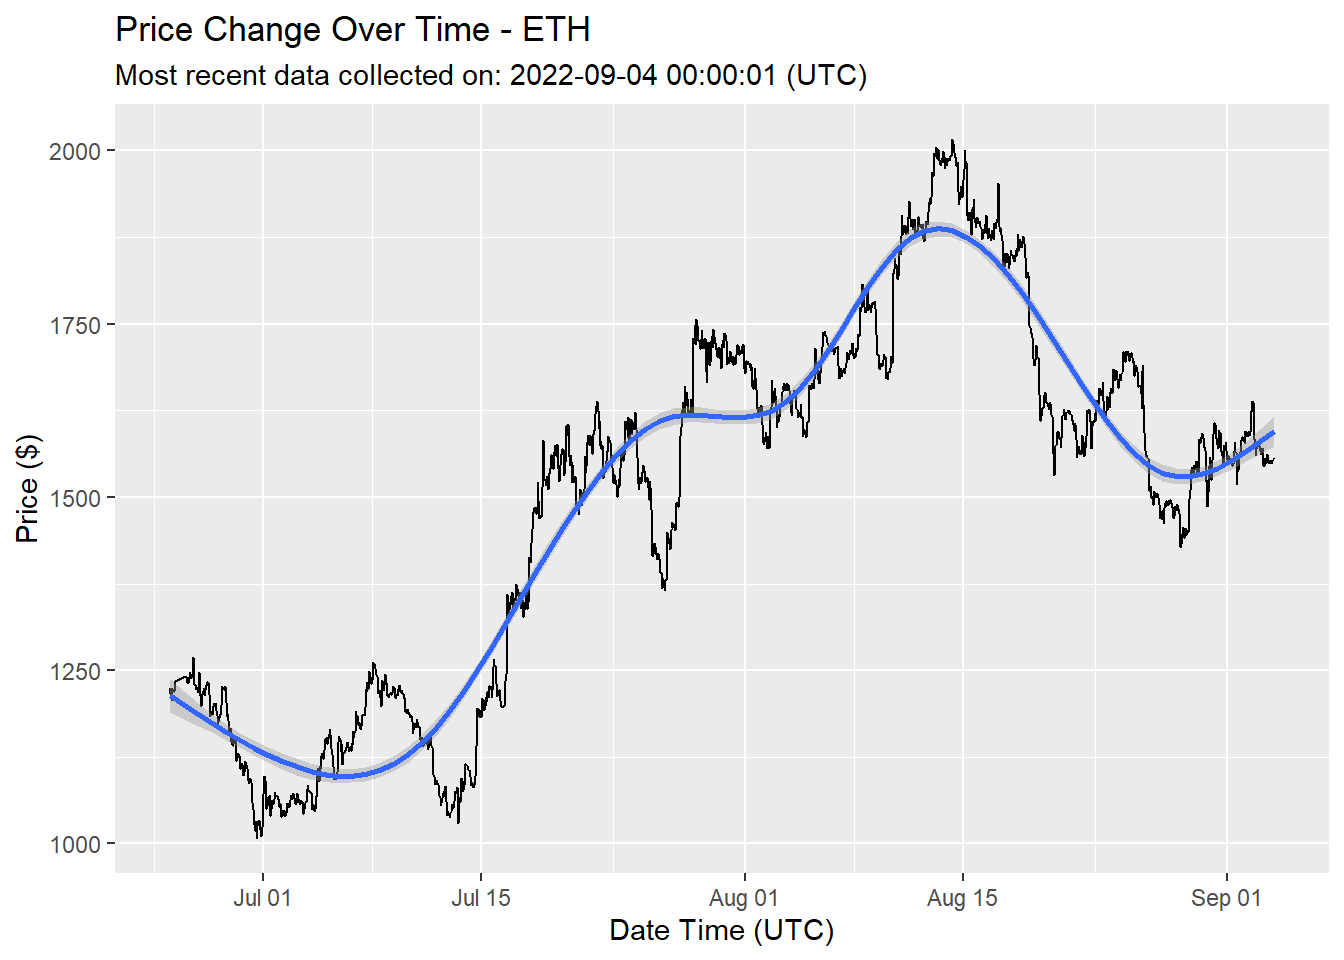 Price Change Over Time - ETH
Most recent data collected on: 2022-09-04 00:00:01 (UTC)
2000
1750
1500
1250
1000
Price ($)
Jul 01
Jul 15
Aug 01
Aug 15
Sep 01
Date Time (UTC)